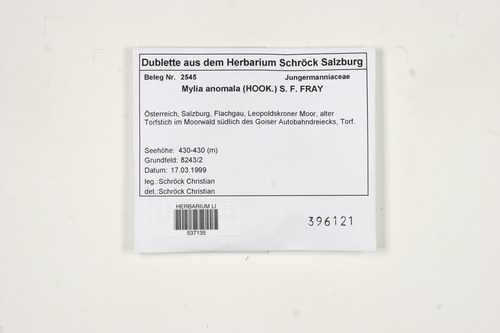 Dublette aus dem Herbarium Schröck Salzburg
Beleg Nr. 2545 Jungermanniaceae
Mylia anomala (HOOK.) S. F. FRAY
Österreich, Salzburg, Flachgau, Leopoldskroner Moor, alter
Torfstich im Moorwald südlich des Goiser Autobahndreiecks, Torf.
Seehöhe: 430-430 (m)
Grundfeld: 8243/2
Datum: 17.03.1999
leg.:Schröck Christian
det.:Schröck Christian
HERBARIUM LI
537135
396121